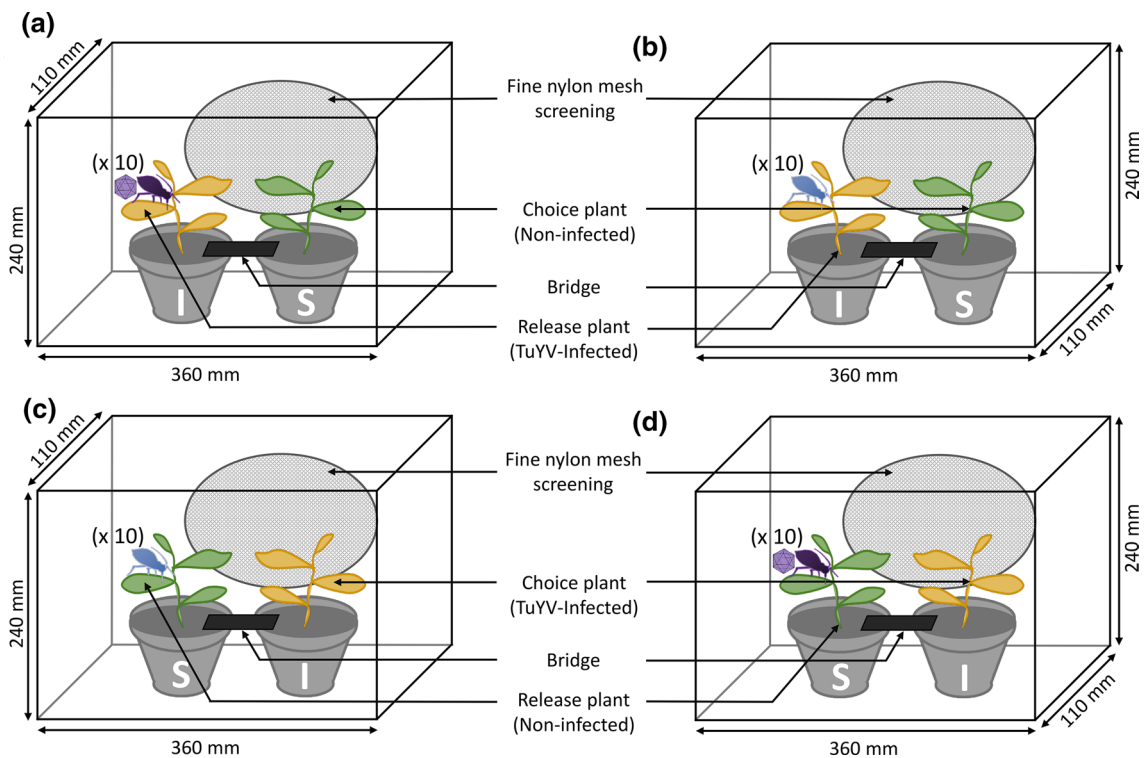 (a)
110 mm
Fine nylon mesh
screening
(b)
(x 10)
(x 10)
240 mm
Choice plant
(Non-infected)
240 mm
Bridge
I
S
I
S
Release plant
(TuYV-Infected)
110 mm
360 mm
360 mm
(c)
110 mm
Fine nylon mesh
screening
(d)
(x 10)
(x 10)
240 mm
Choice plant
(TuYV-Infected)
240 mm
Bridge
S
I
S
I
Release plant
(Non-infected)
110 mm
360 mm
360 mm